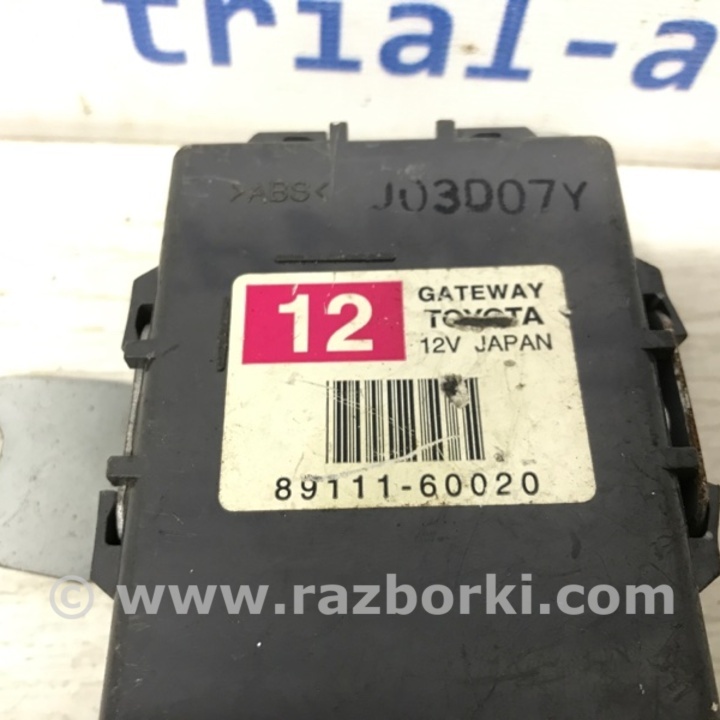 trial-a
>ABS< J03D07Y
12 GATEWAY
TOYOTA
12V JAPAN
89111-60020
© www.razborki.com